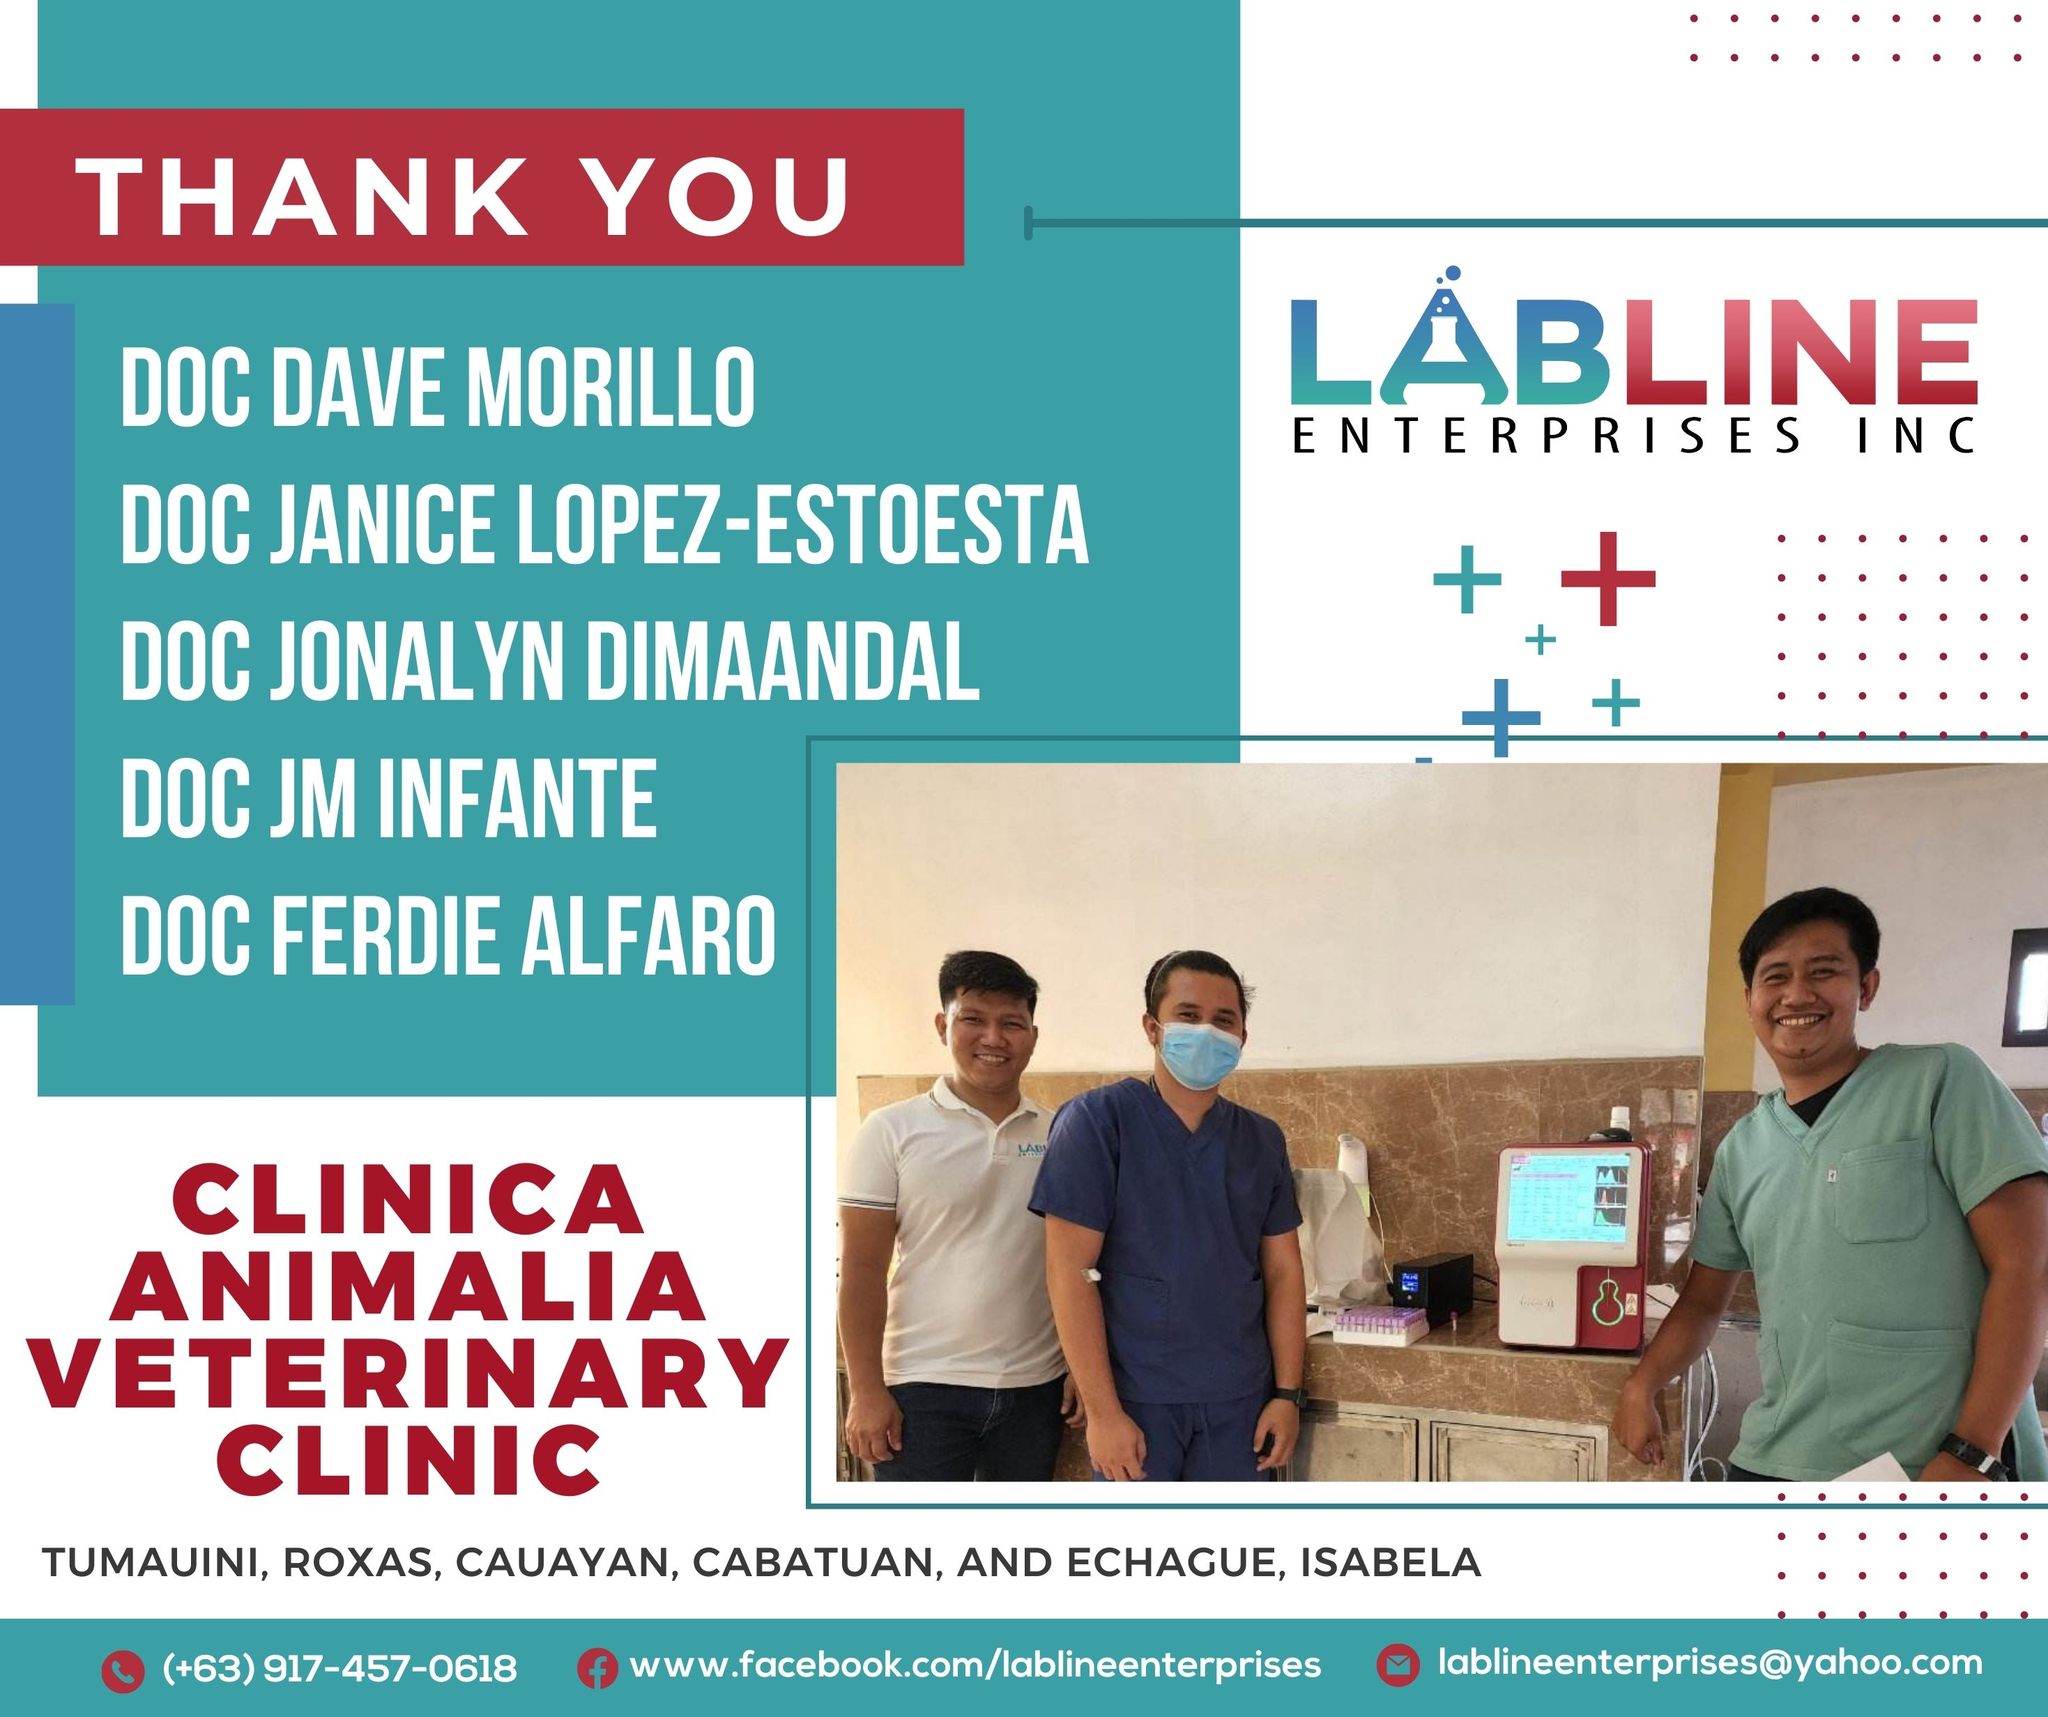 THANK YOU
LABLINE
ENTERPRISES INC
DOC DAVE MORILLO
DOC JANICE LOPEZ-ESTOESTA
DOC JONALYN DIMAANDAL
DOC JM INFANTE
DOC FERDIE ALFARO
CLINICA
ANIMALIA
VETERINARY
CLINIC
TUMAUINI, ROXAS, CAUAYAN, CABATUAN, AND ECHAGUE, ISABELA
(+63) 917-457-0618
www.facebook.com/lablineenterprises
lablineenterprises@yahoo.com